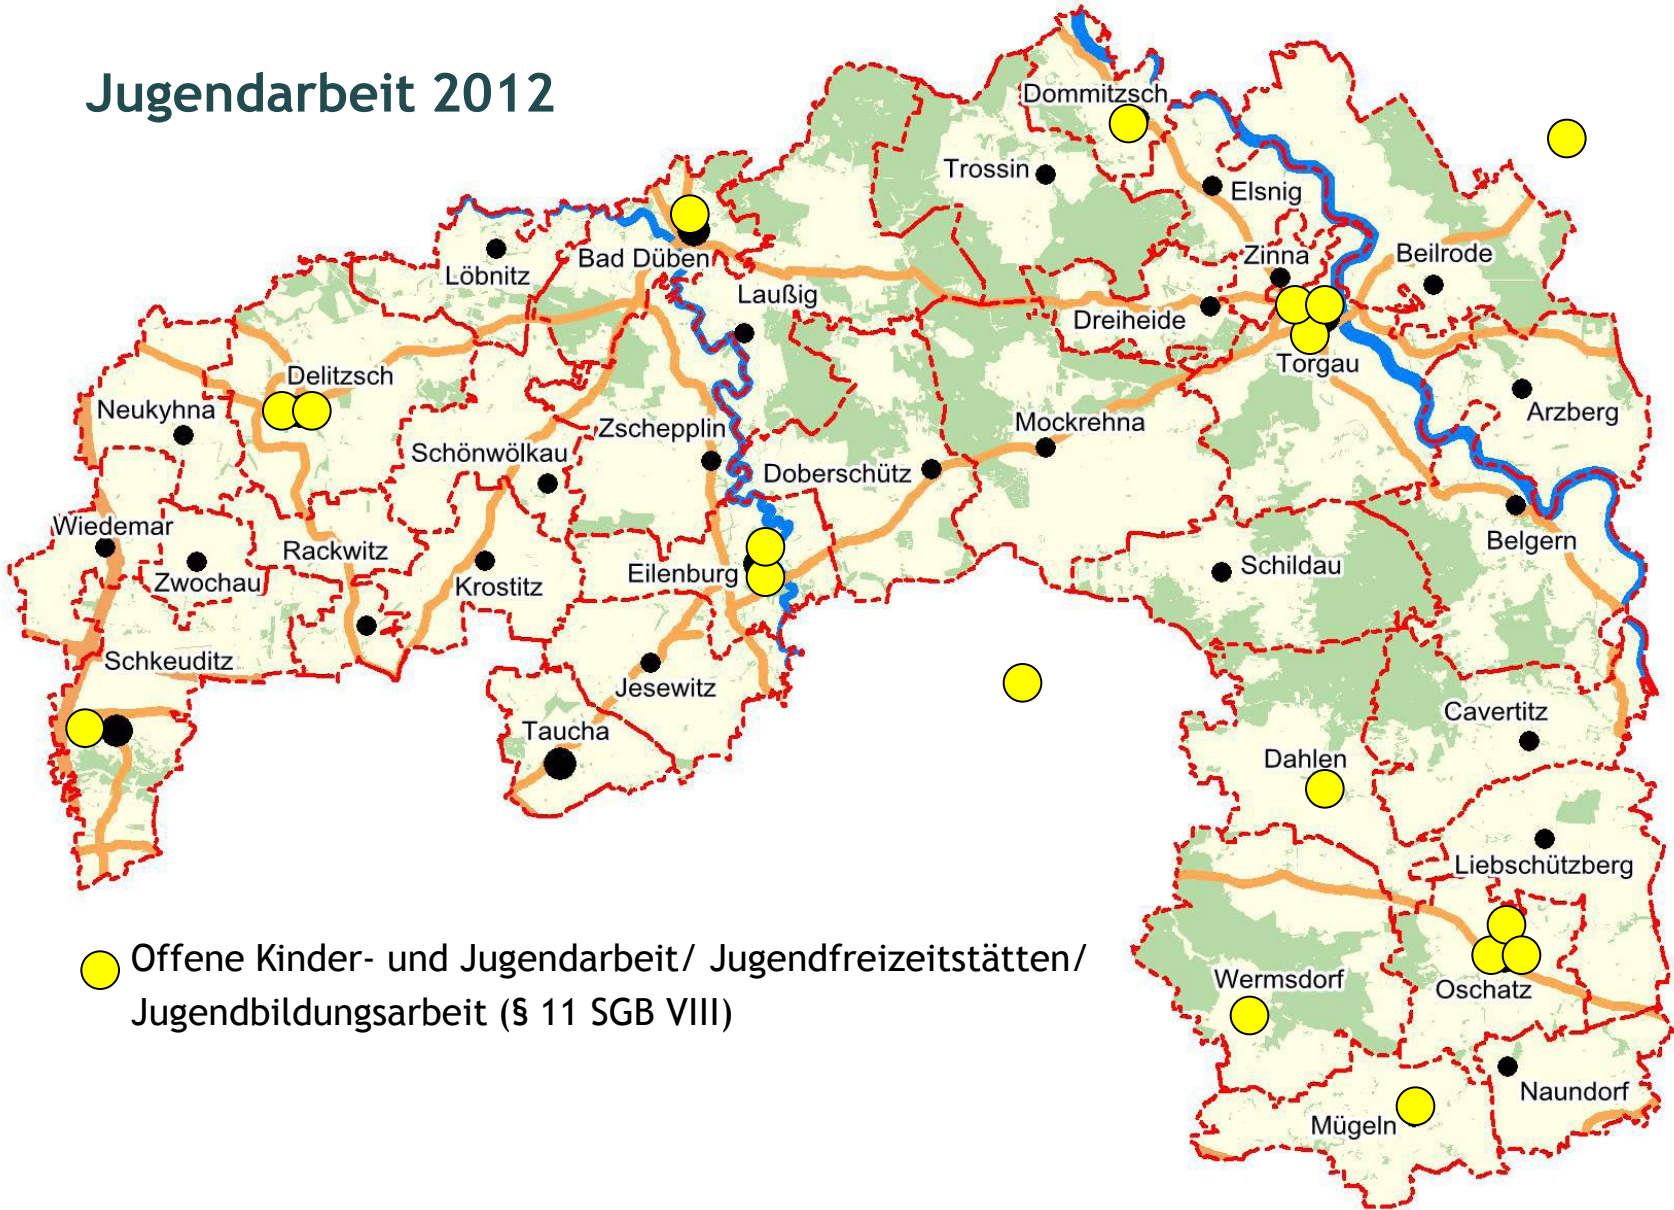 Jugendarbeit 2012
Dommitzsch
Trossin
Elsnig
Bad Düben
Zinna
Beilrode
Löbnitz
Laußig
Dreiheide
Torgau
Delitzsch
Neukyhna
Arzberg
Zschepplin
Mockrehna
Schönwölkau
Doberschütz
Wiedemar
Rackwitz
Belgern
Zwochau
Krostitz
Eilenburg
Schildau
Schkeuditz
Jesewitz
Cavertitz
Taucha
Dahlen
Liebschützberg
Offene Kinder- und Jugendarbeit/ Jugendfreizeitstätten/
Jugendbildungsarbeit (§ 11 SGB VIII)
Wermsdorf
Oschatz
Naundorf
Mügeln